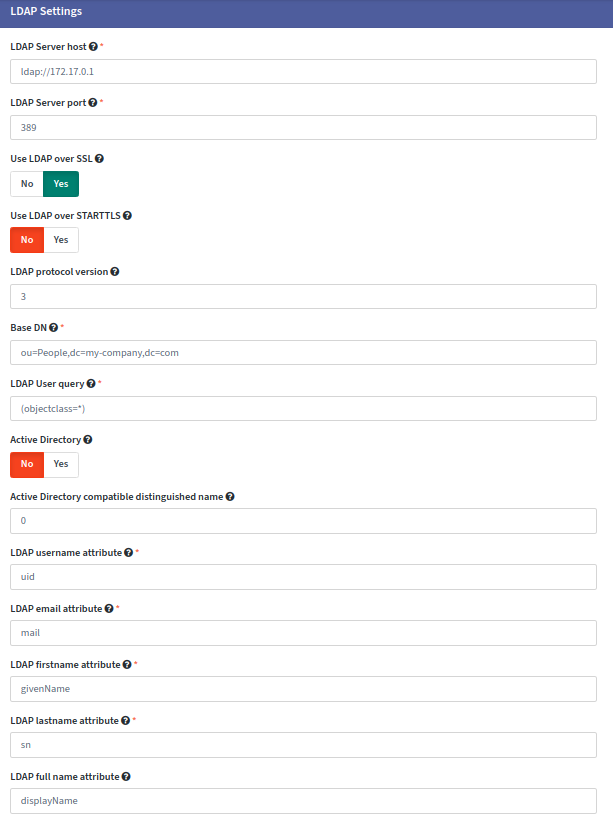 LDAP Settings
LDAP Server host ? *
ldap://172.17.0.1
LDAP Server port ? *
389
Use LDAP over SSL ?
No Yes
Use LDAP over STARTTLS ?
No Yes
LDAP protocol version ?
3
Base DN ? *
ou=People,dc=my-company,dc=com
LDAP User query ? *
(objectclass=*)
Active Directory ?
No Yes
Active Directory compatible distinguished name ?
0
LDAP username attribute ? *
uid
LDAP email attribute ? *
mail
LDAP firstname attribute ? *
givenName
LDAP lastname attribute ? *
sn
LDAP full name attribute ?
displayName